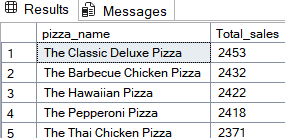 Results Messages
pizza_name Total_sales
1 The Classic Deluxe Pizza 2453
2 The Barbecue Chicken Pizza 2432
3 The Hawaiian Pizza 2422
4 The Pepperoni Pizza 2418
5 The Thai Chicken Pizza 2371